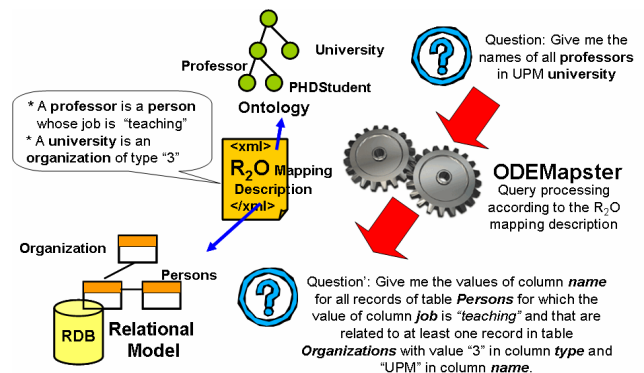 University
Professor
PHDStudent
Ontology
Question: Give me the
names of all professors
in UPM university
* A professor is a person
whose job is "teaching"
* A university is an
organization of type "3"
<xml>
R2O Mapping
Description
</xml>
ODEMapster
Query processing
according to the R2O
mapping description
Organization
Persons
RDB
Relational
Model
Question': Give me the values of column name
for all records of table Persons for which the
value of column job is "teaching" and that are
related to at least one record in table
Organizations with value "3" in column type and
"UPM" in column name.